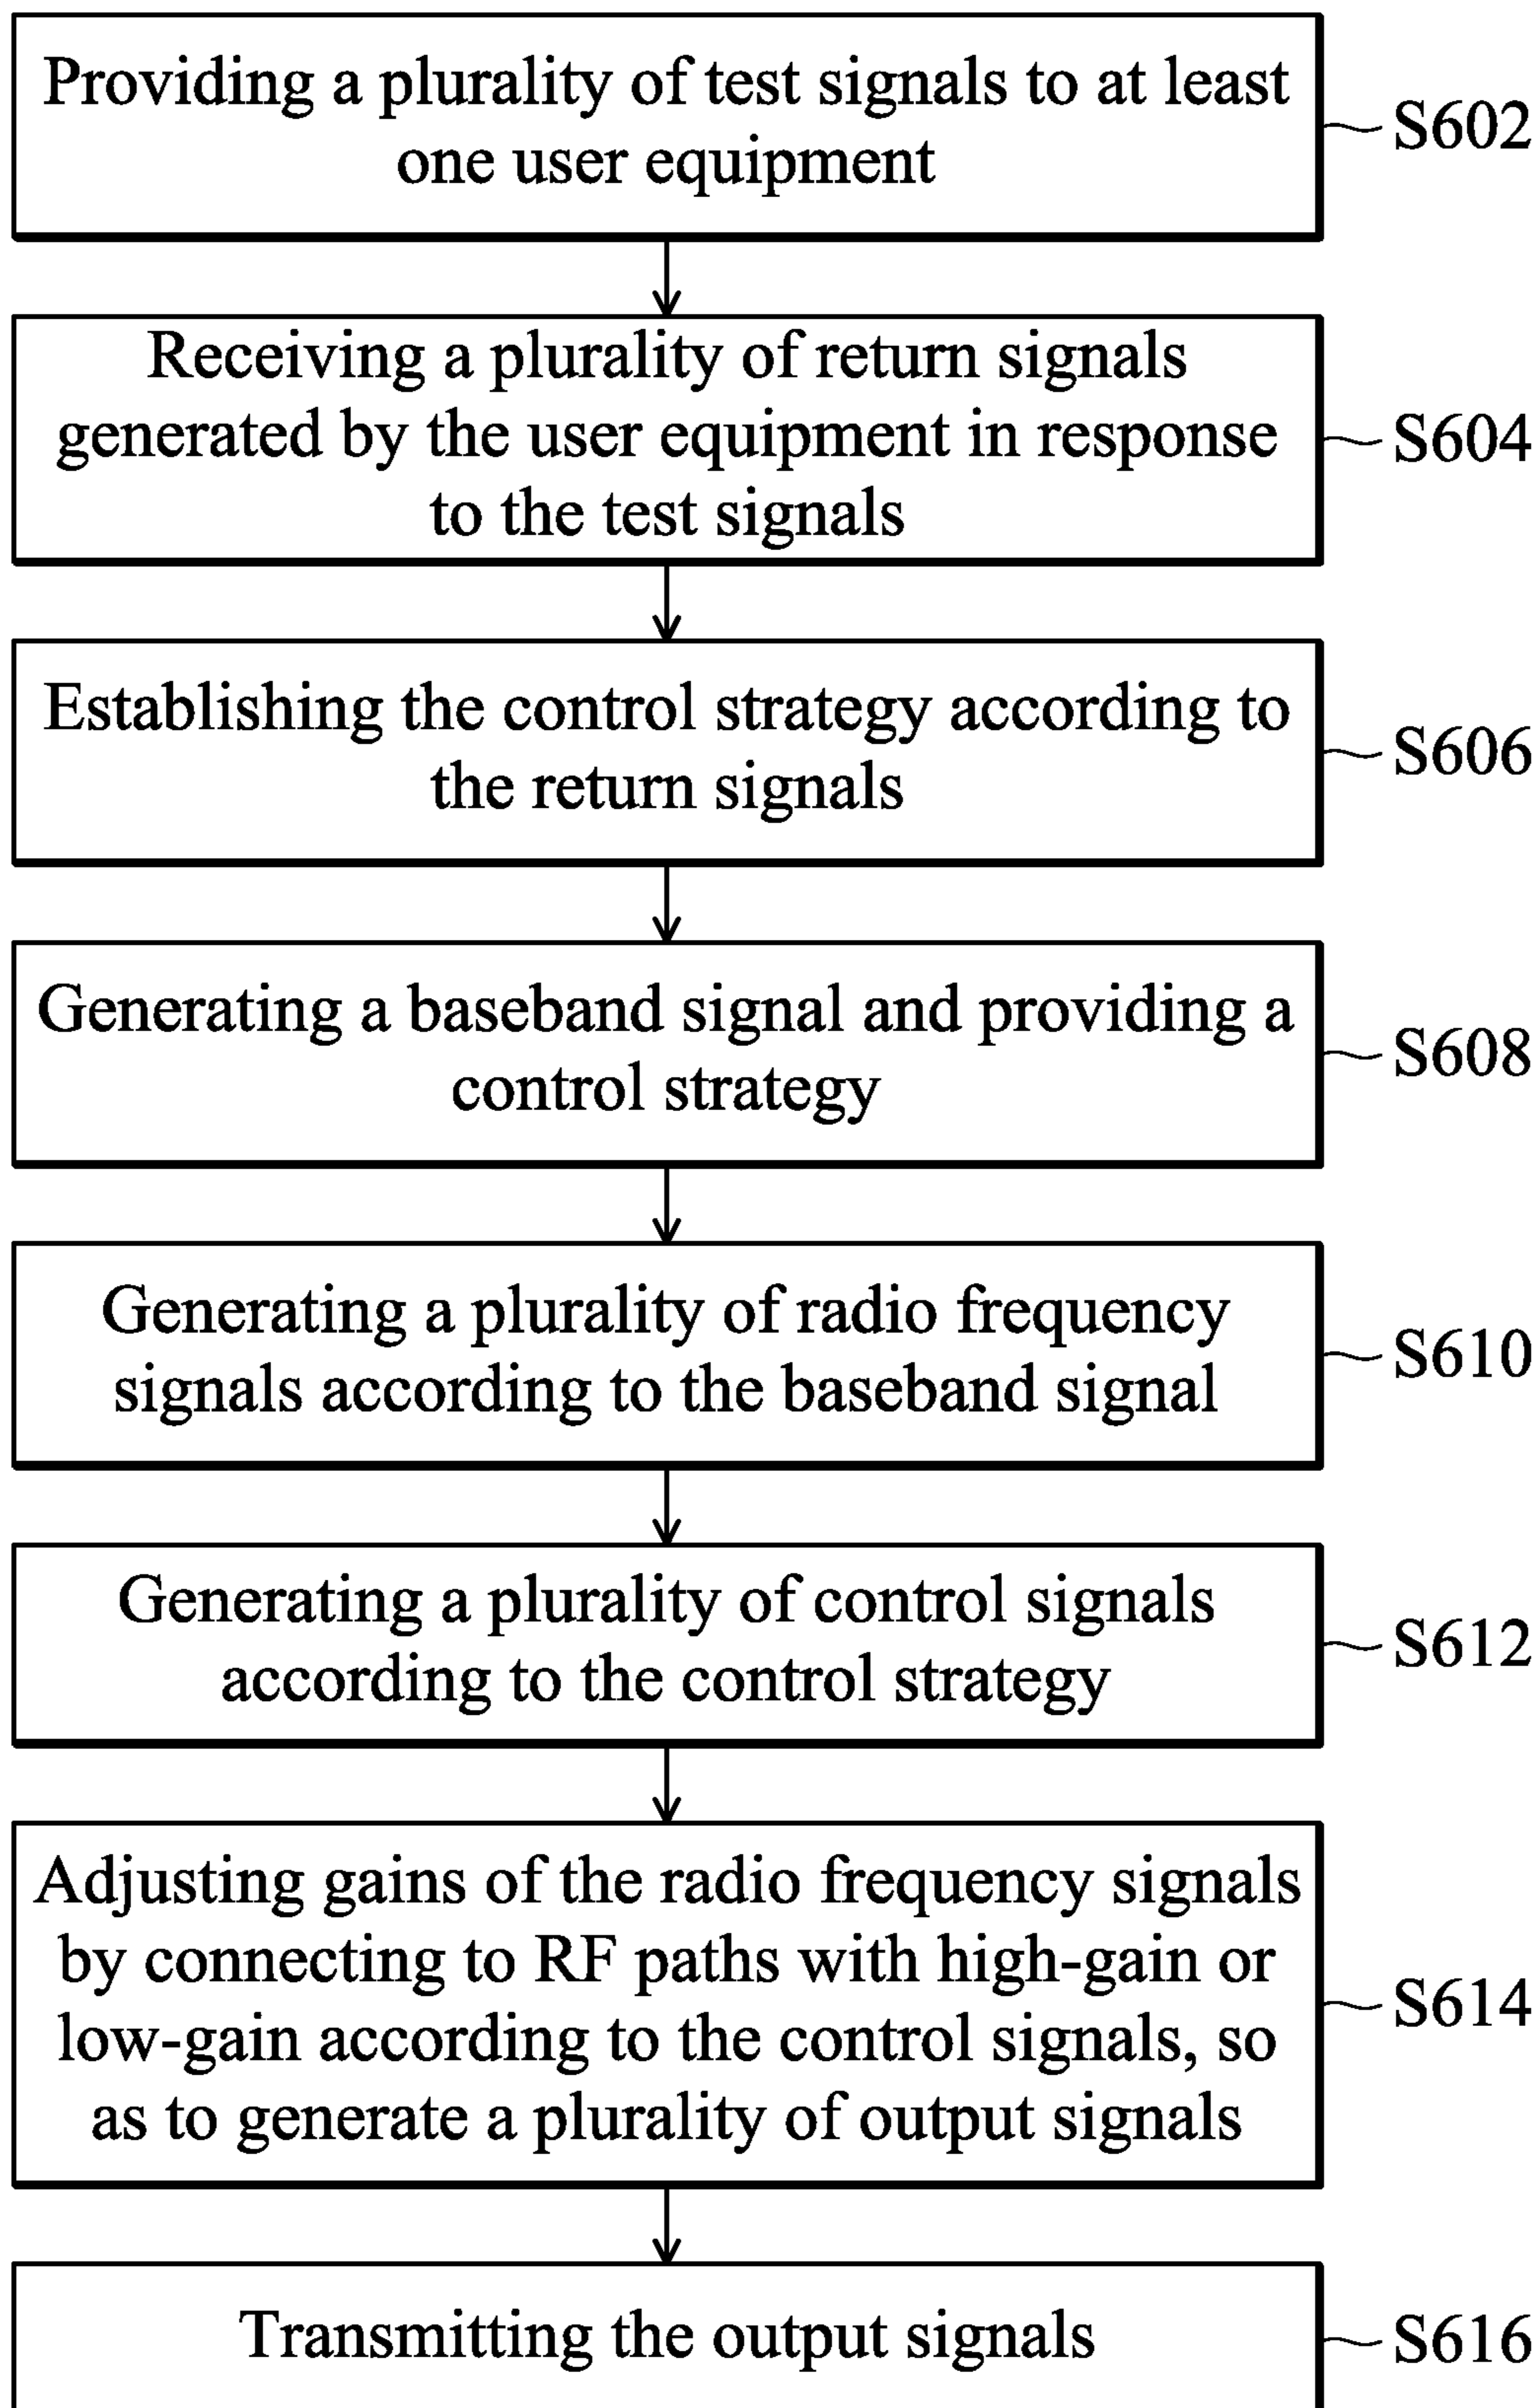 Providing a plurality of test signals to at least
one user equipment
S602
Receiving a plurality of return signals
generated by the user equipment in response
to the test signals
S604
Establishing the control strategy according to
the return signals
S606
Generating a baseband signal and providing a
control strategy
S608
Generating a plurality of radio frequency
signals according to the baseband signal
S610
Generating a plurality of control signals
according to the control strategy
S612
Adjusting gains of the radio frequency signals
by connecting to RF paths with high-gain or
low-gain according to the control signals, so
as to generate a plurality of output signals
S614
Transmitting the output signals
S616